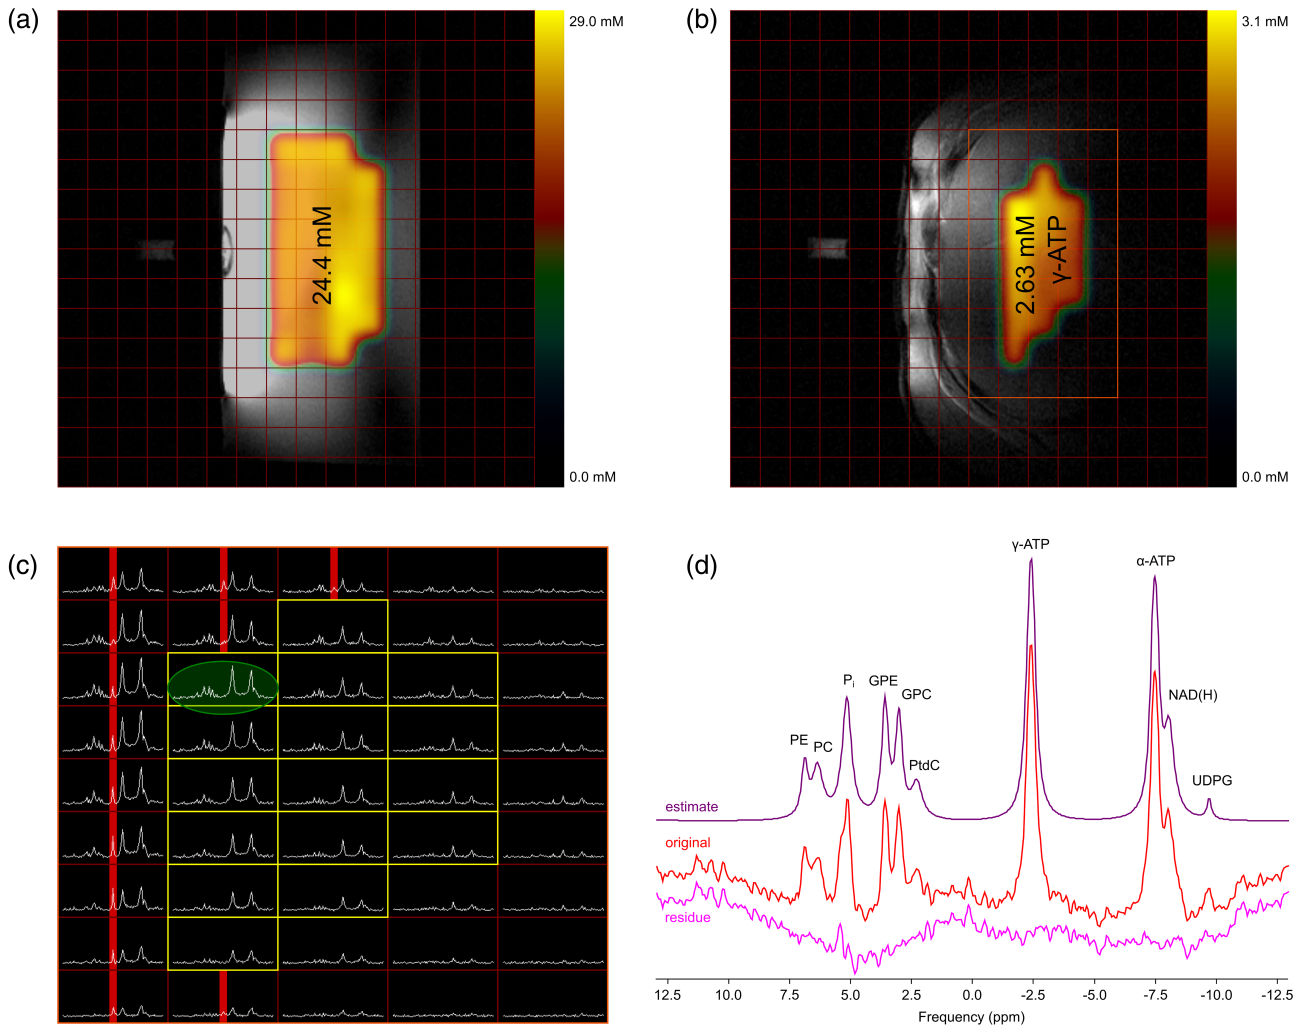 (a)
29.0 mM
24.4 mM
0.0 mM
(b)
3.1 mM
2.63 mM
γ-ATP
0.0 mM
(c)
(d)
γ-ATP
α-ATP
Pi
GPE
GPC
NAD(H)
PE
PC
PtdC
UDPG
estimate
original
residue
12.5 10.0 7.5 5.0 2.5 0.0 -2.5 -5.0 -7.5 -10.0 -12.5
Frequency (ppm)